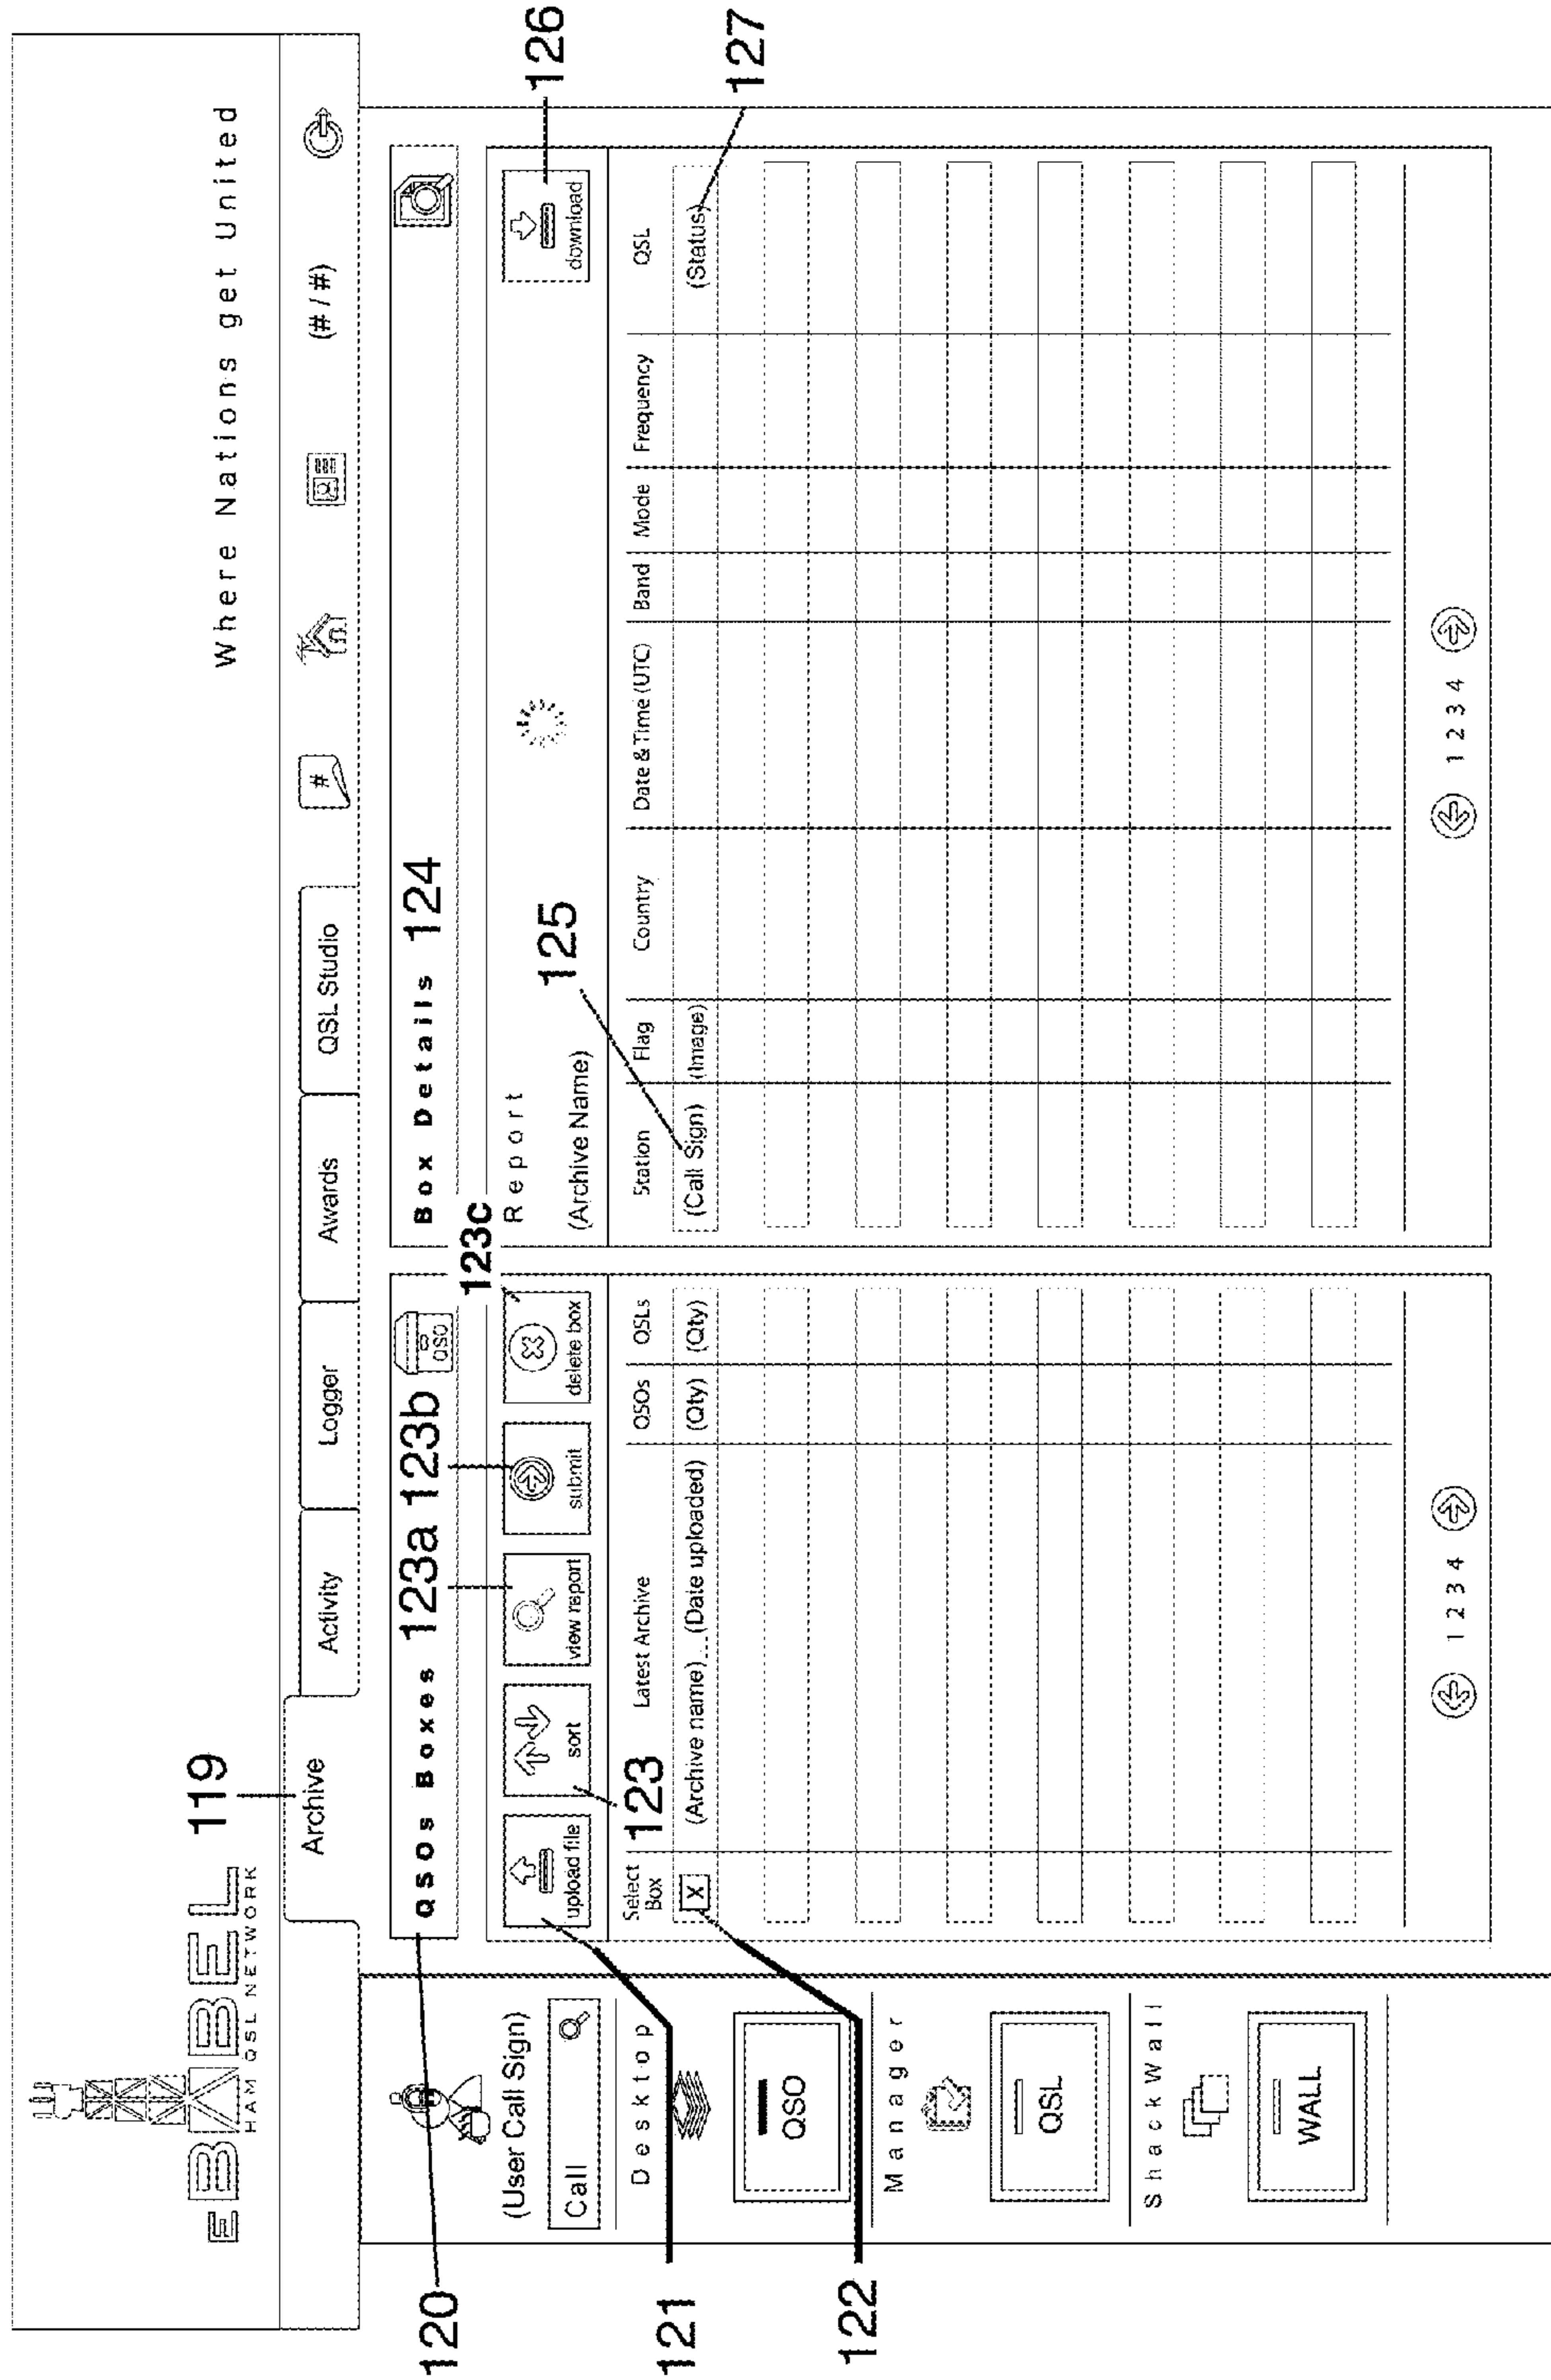 EBBEL
HAM QSL NETWORK
Where Nations get United
119
Archive
Activity
Logger
Awards
QSL Studio
#
(#/#)
120
(User Call Sign)
Call
Desktop
QSO
Manager
QSL
ShackWall
WALL
121
122
QSOs Boxes 123a 123b
QSO
123c
upload file
sort
view report
submit
delete box
123
Select Box
Latest Archive
QSOs
QSLs
X
(Archive name)
(Date uploaded)
(Qty)
(Qty)
1 2 3 4
Box Details 124
Report
(Archive Name)
125
download
126
Station
Flag
Country
Date & Time (UTC)
Band
Mode
Frequency
QSL
(Call Sign)
(Image)
(Status)
127
1 2 3 4